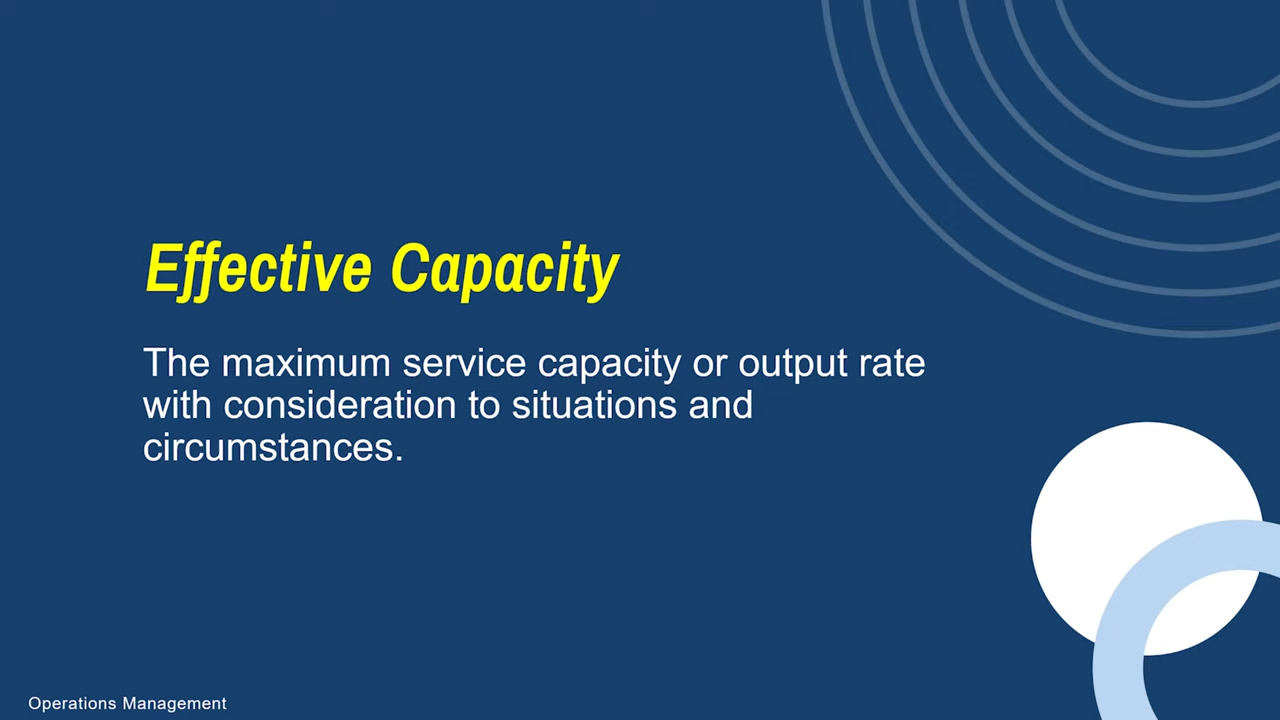 Effective Capacity
The maximum service capacity or output rate
with consideration to situations and
circumstances.
Operations Management